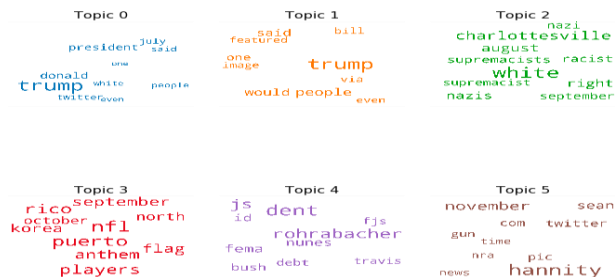 Topic 0
july
president said
one
donald
trump white people
twitter even
Topic 1
said bill
featured
one
image trump
via
would people
even
Topic 2
nazi
charlottesville
august
supremacists racist
white
supremacist right
nazis september
Topic 3
september
rico
october nfl north
korea
puerto
anthem flag
players
Topic 4
js dent
id fjs
rohrabacher
fema nunes
bush debt travis
Topic 5
november sean
com twitter
gun
time
nra pic
news hannity